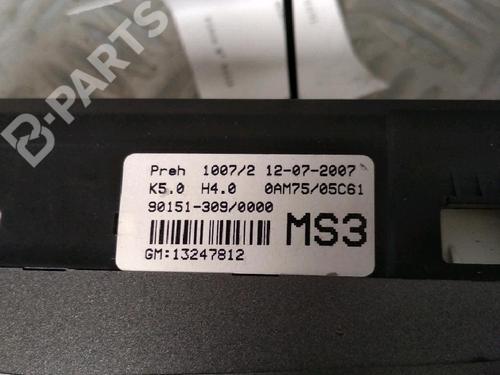 B-PARTS
Preh 1007/2 12-07-2007
K5.0 H4.0 0AM75/05C61
90151-309/0000
MS3
GM:13247812